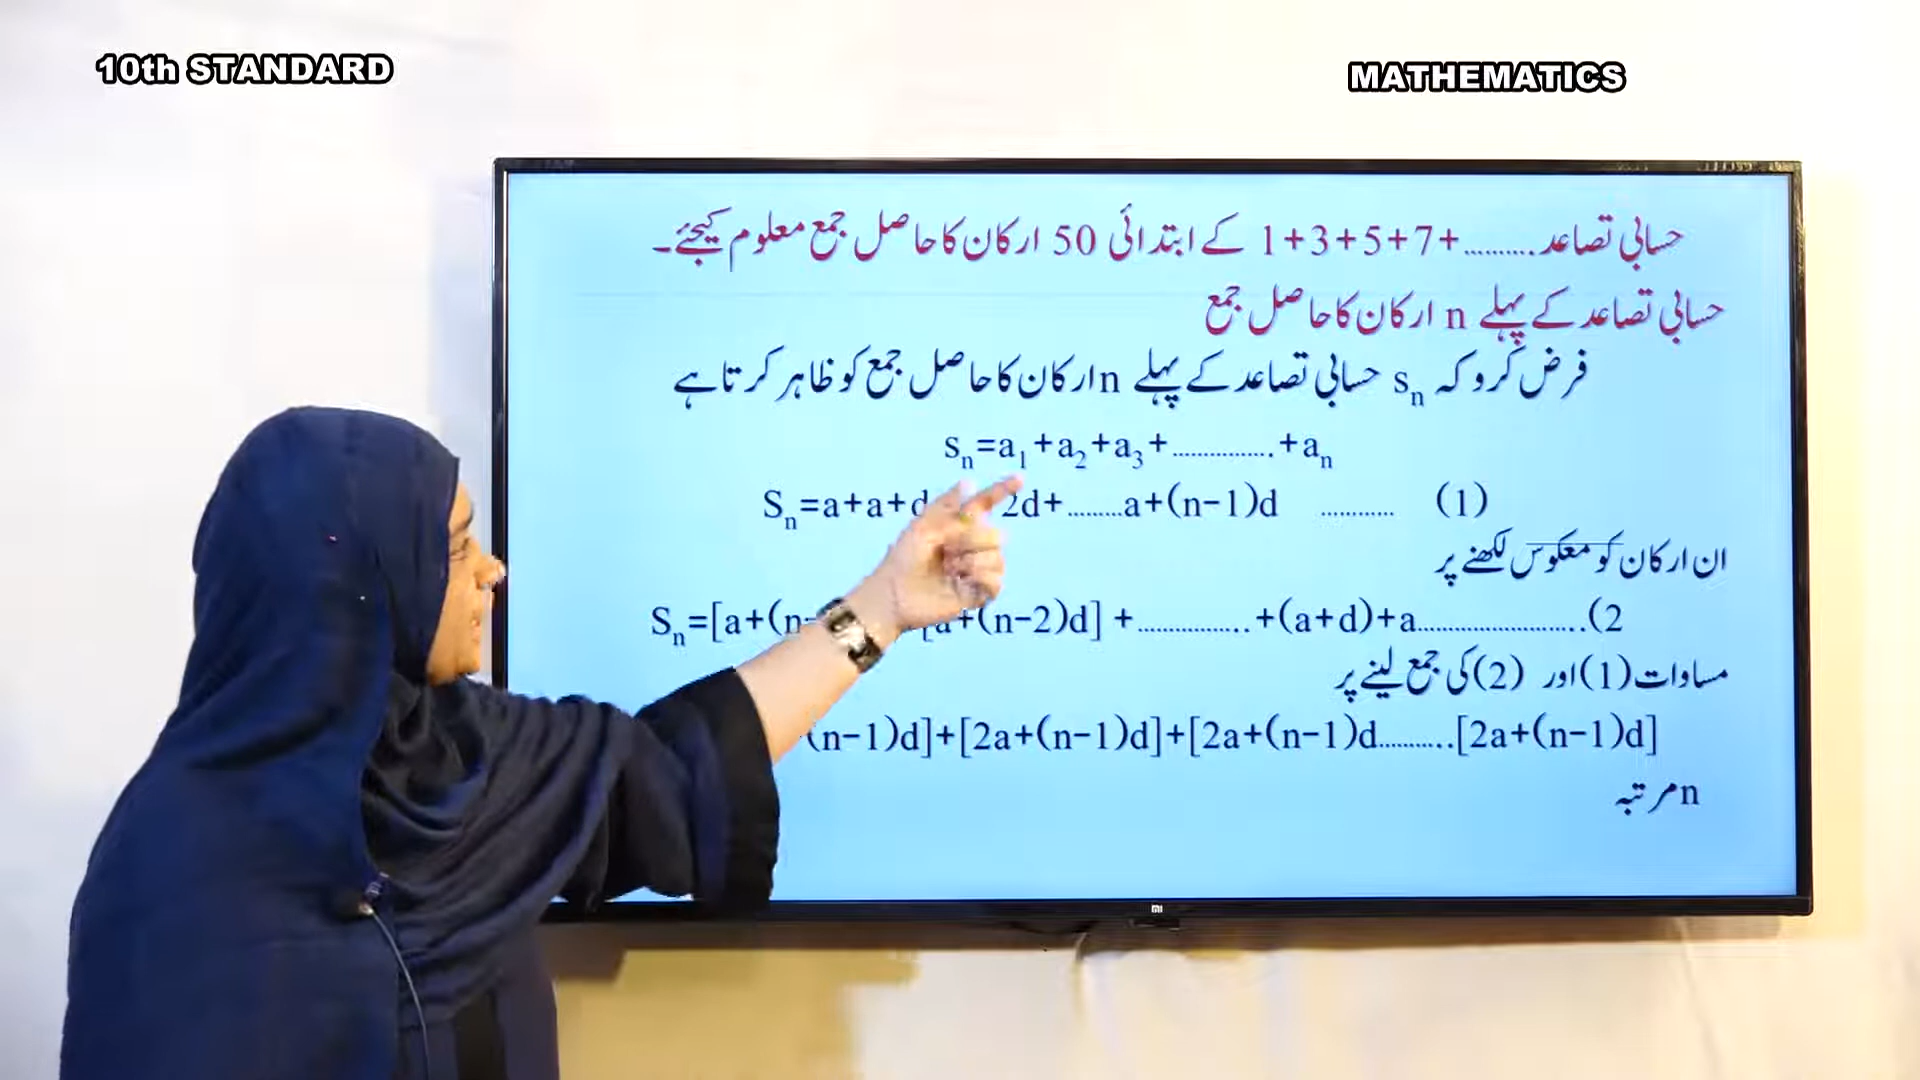 10th STANDARD
MATHEMATICS
حسابی تصاعد..........+1+3+5+7 کے ابتدائی 50 ارکان کا حاصل جمع معلوم کیجئے۔
حسابی تصاعد کے پہلے n ارکان کا حاصل جمع
فرض کرو کہ sₙ حسابی تصاعد کے پہلے n ارکان کا حاصل جمع کو ظاہر کرتا ہے
sₙ=a₁+a₂+a₃+................+aₙ
Sₙ=a+a+d 2d+........a+(n-1)d ............ (1)
ان ارکان کو معکوس لکھنے پر
Sₙ=[a+(n- a+(n-2)d] +.................+(a+d)+a..........................(2
مساوات (1) اور (2) کی جمع لینے پر
(n-1)d]+[2a+(n-1)d]+[2a+(n-1)d...........[2a+(n-1)d]
n مرتبہ
mi